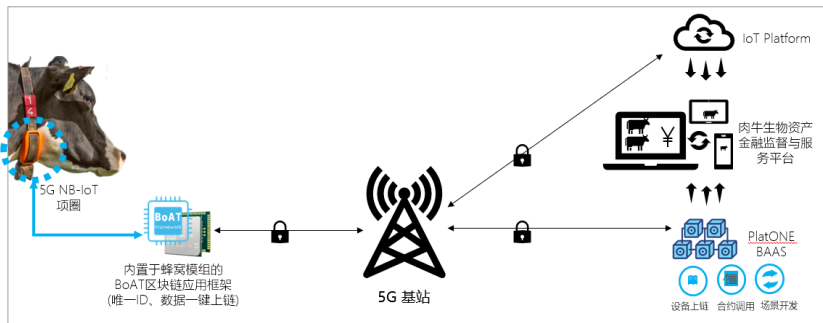 IoT Platform
1
4
¥
肉牛生物资产
金融监督与服
务平台
5G NB-IoT
项圈
BoAT
Framework
PlatONE
BAAS
内置于蜂窝模组的
BoAT区块链应用框架
(唯一ID、数据一键上链)
5G 基站
设备上链 合约调用 场景开发